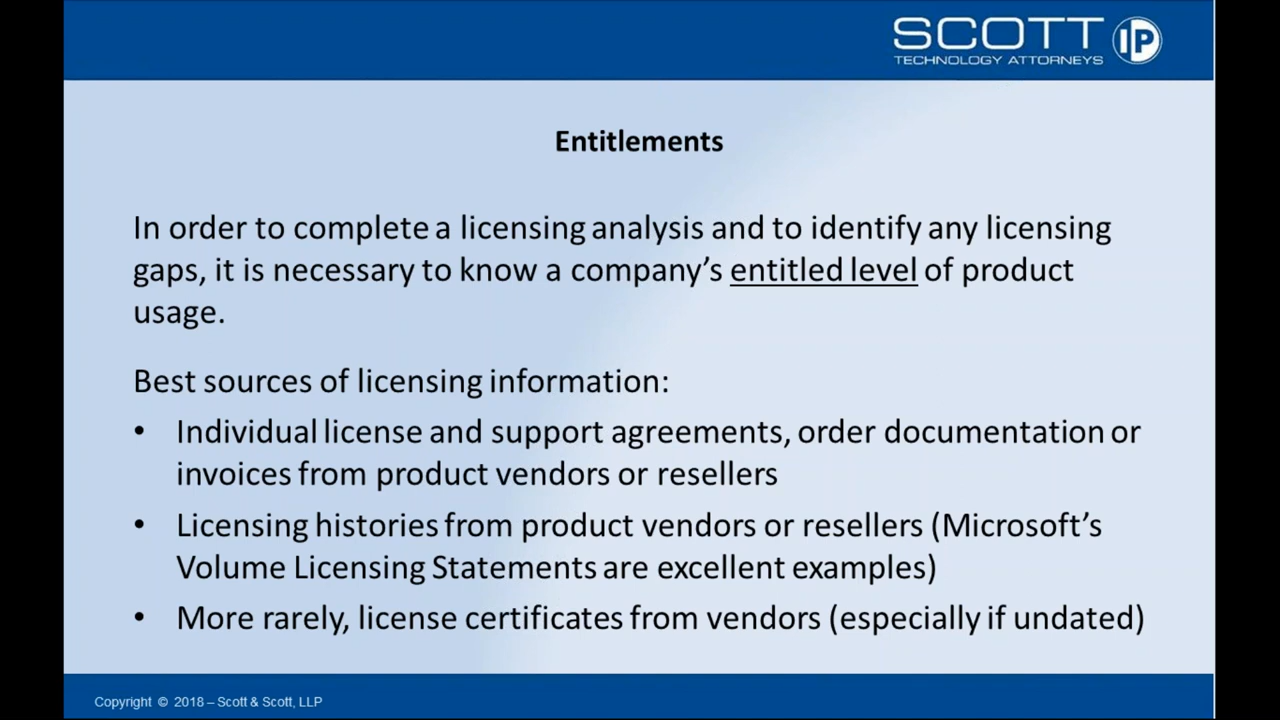 SCOTT IP
TECHNOLOGY ATTORNEYS
Entitlements
In order to complete a licensing analysis and to identify any licensing
gaps, it is necessary to know a company’s entitled level of product
usage.
Best sources of licensing information:
• Individual license and support agreements, order documentation or
invoices from product vendors or resellers
• Licensing histories from product vendors or resellers (Microsoft’s
Volume Licensing Statements are excellent examples)
• More rarely, license certificates from vendors (especially if undated)
Copyright © 2018 – Scott & Scott, LLP